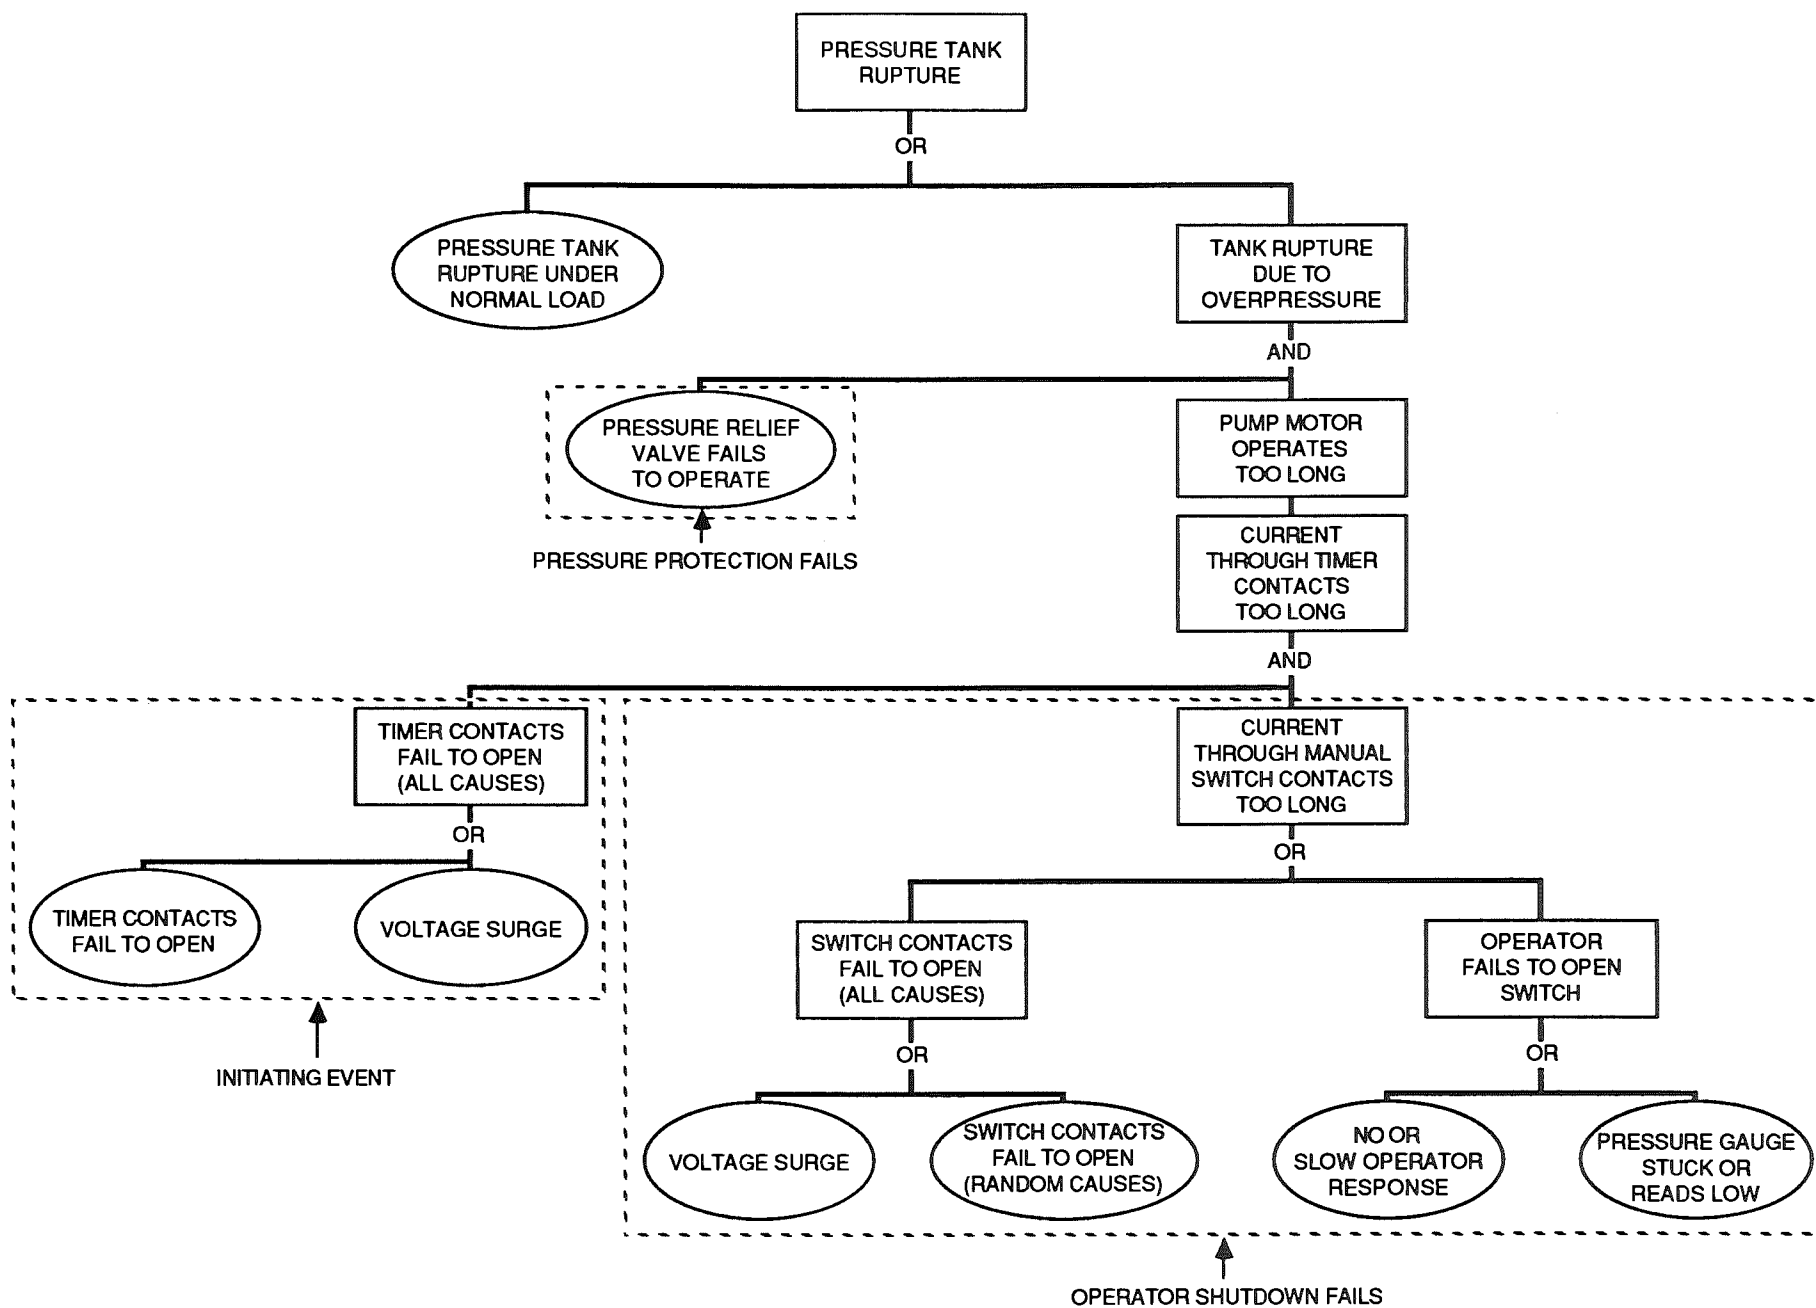 PRESSURE TANK
RUPTURE
OR
PRESSURE TANK
RUPTURE UNDER
NORMAL LOAD
TANK RUPTURE
DUE TO
OVERPRESSURE
AND
PRESSURE RELIEF
VALVE FAILS
TO OPERATE
PRESSURE PROTECTION FAILS
PUMP MOTOR
OPERATES
TOO LONG
CURRENT
THROUGH TIMER
CONTACTS
TOO LONG
AND
TIMER CONTACTS
FAIL TO OPEN
(ALL CAUSES)
OR
TIMER CONTACTS
FAIL TO OPEN
VOLTAGE SURGE
INITIATING EVENT
CURRENT
THROUGH MANUAL
SWITCH CONTACTS
TOO LONG
OR
SWITCH CONTACTS
FAIL TO OPEN
(ALL CAUSES)
OR
VOLTAGE SURGE
SWITCH CONTACTS
FAIL TO OPEN
(RANDOM CAUSES)
OPERATOR
FAILS TO OPEN
SWITCH
OR
NO OR
SLOW OPERATOR
RESPONSE
PRESSURE GAUGE
STUCK OR
READS LOW
OPERATOR SHUTDOWN FAILS